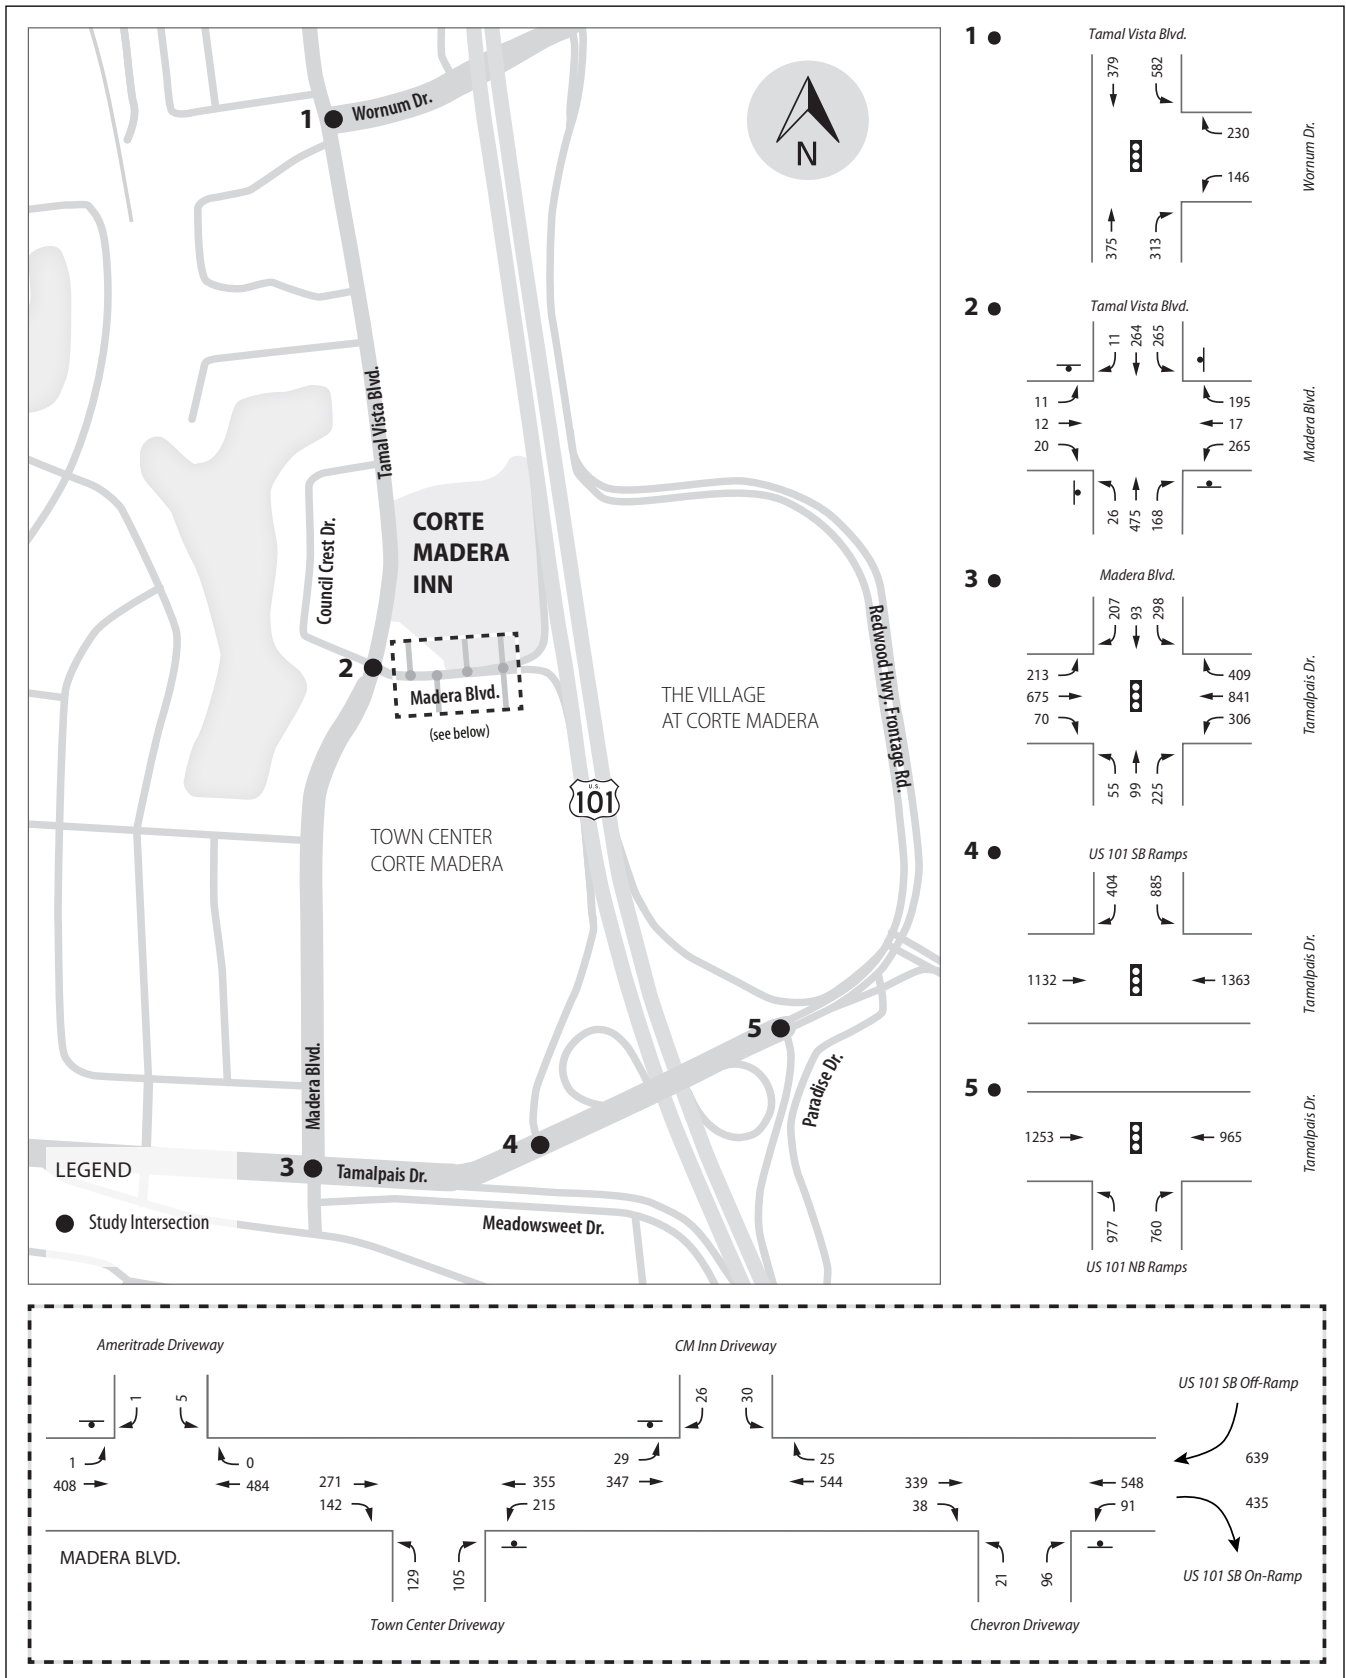 1
Wornum Dr.
N
Tamal Vista Blvd.
CORTE
MADERA
INN
Council Crest Dr.
2
Madera Blvd.
(see below)
THE VILLAGE
AT CORTE MADERA
Redwood Hwy. Frontage Rd.
U.S.
101
TOWN CENTER
CORTE MADERA
5
Paradise Dr.
Madera Blvd.
4
3
Tamalpais Dr.
Meadowsweet Dr.
LEGEND
Study Intersection
1
Tamal Vista Blvd.
379 582
230
146
375 313
Wornum Dr.
2
Tamal Vista Blvd.
11 264 265
11 195
12 17
20 265
26 475 168
Madera Blvd.
3
Madera Blvd.
207 93 298
213 409
675 841
70 306
55 99 225
Tamalpais Dr.
4
US 101 SB Ramps
404 885
1132 1363
Tamalpais Dr.
5
1253 965
977 760
US 101 NB Ramps
Tamalpais Dr.
Ameritrade Driveway
1 5
1 0
408 484
271 355
142 215
129 105
Town Center Driveway
CM Inn Driveway
26 30
29 25
347 544
339 548
38 91
21 96
Chevron Driveway
US 101 SB Off-Ramp
639
435
US 101 SB On-Ramp
MADERA BLVD.